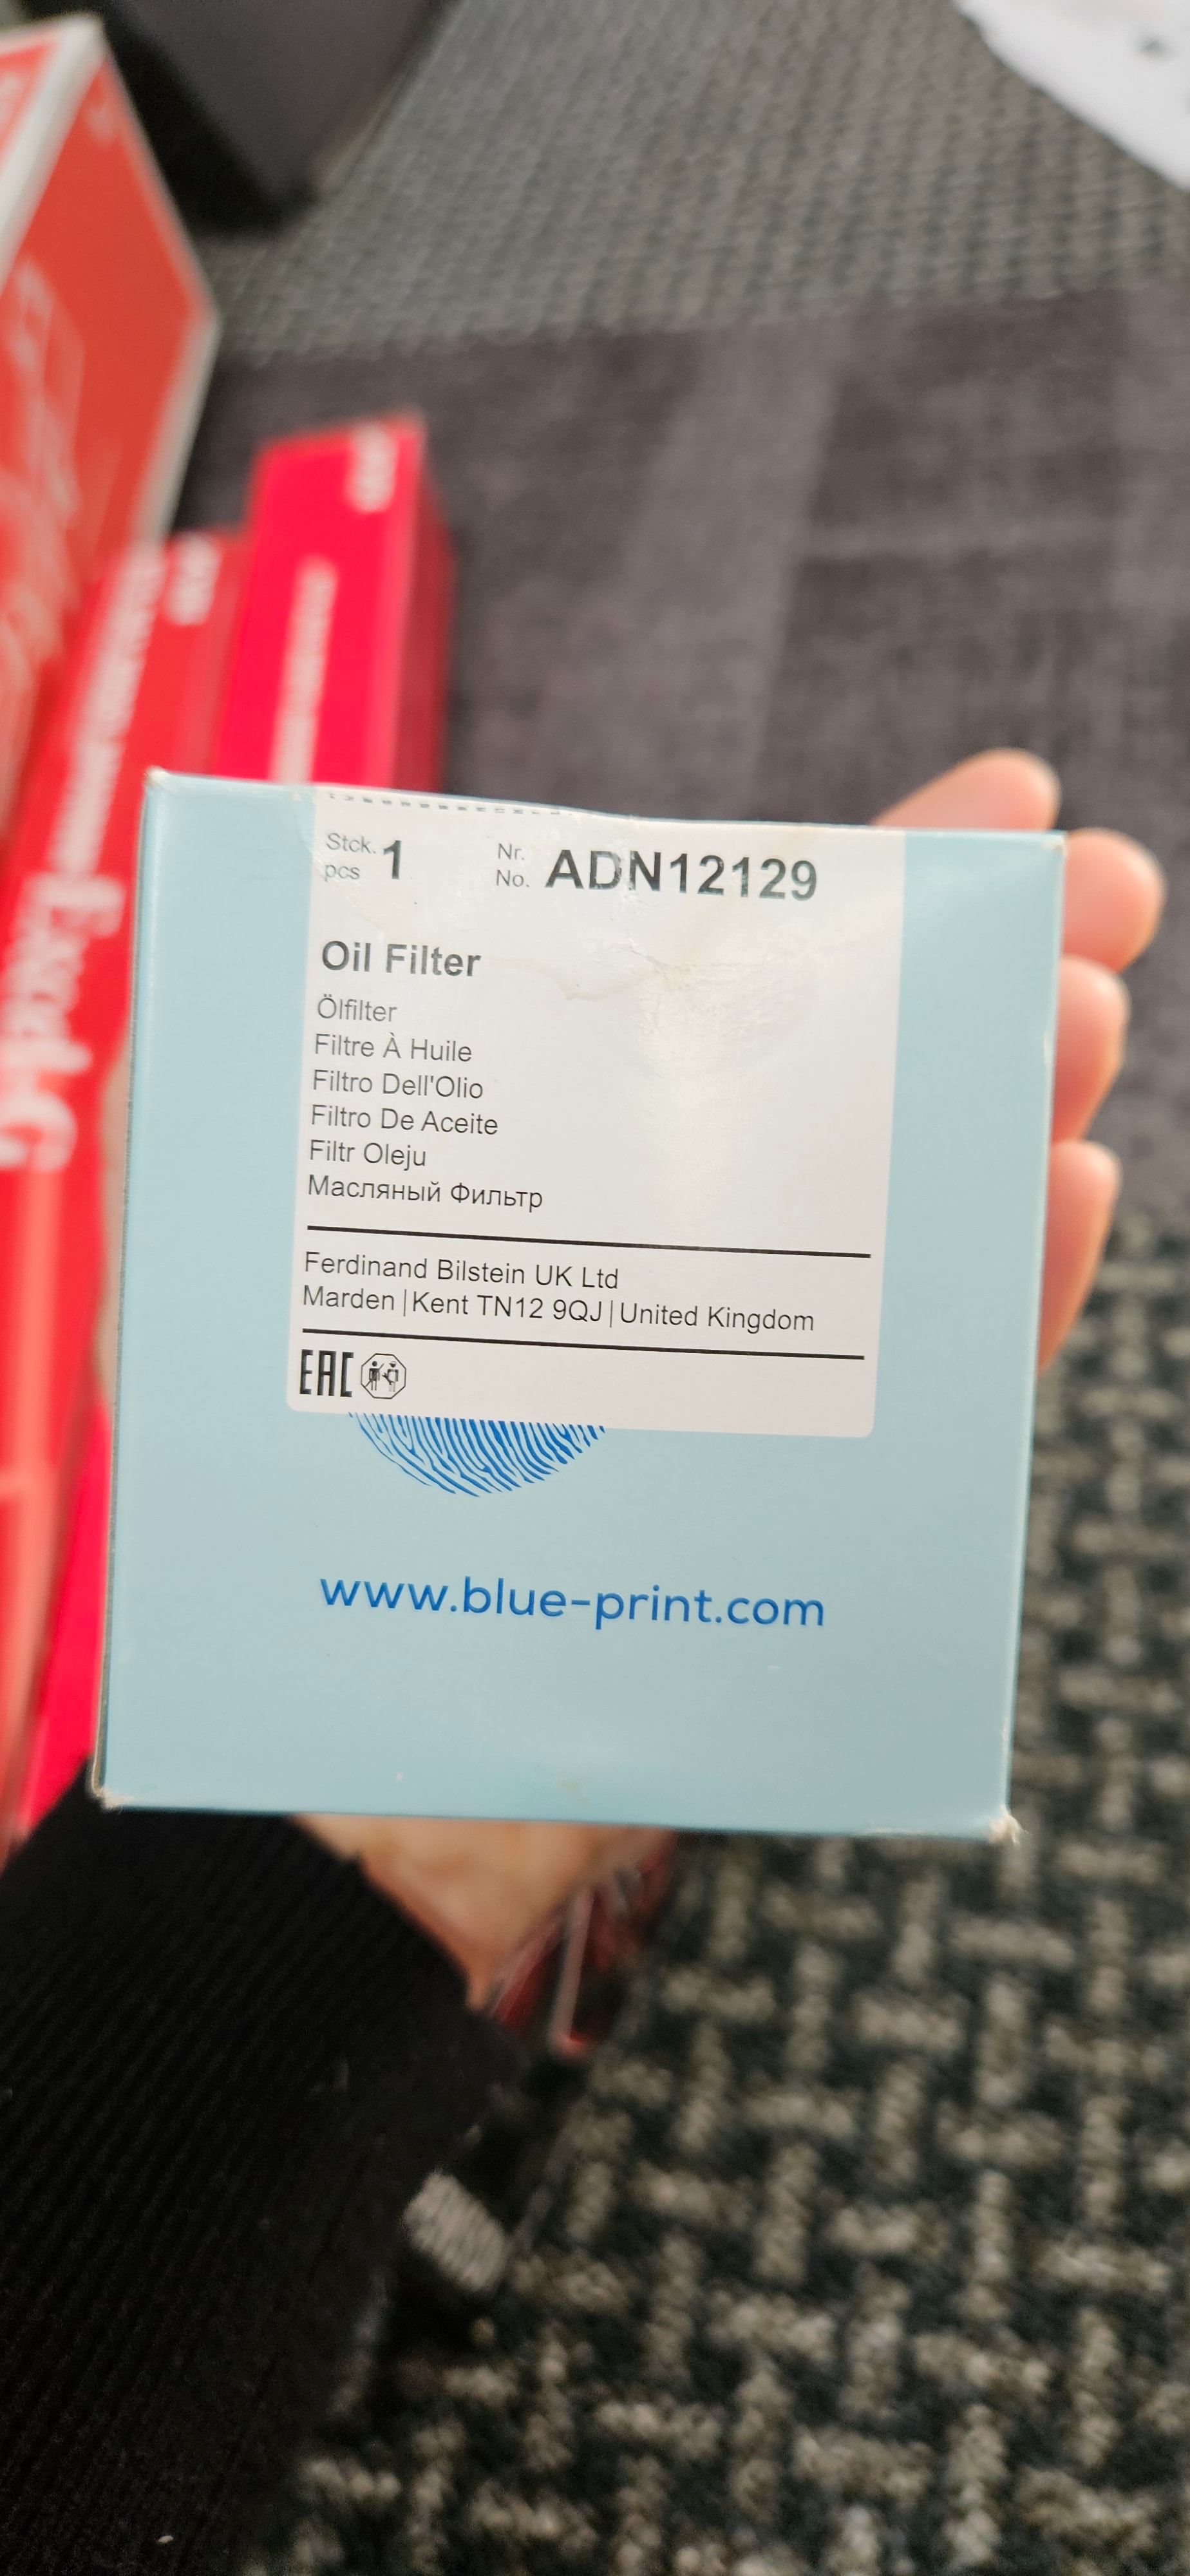 Stck. 1 Nr. ADN12129
pcs No.
Oil Filter
Ölfilter
Filtre À Huile
Filtro Dell'Olio
Filtro De Aceite
Filtr Oleju
Масляный Фильтр
Ferdinand Bilstein UK Ltd
Marden | Kent TN12 9QJ | United Kingdom
EAC
www.blue-print.com